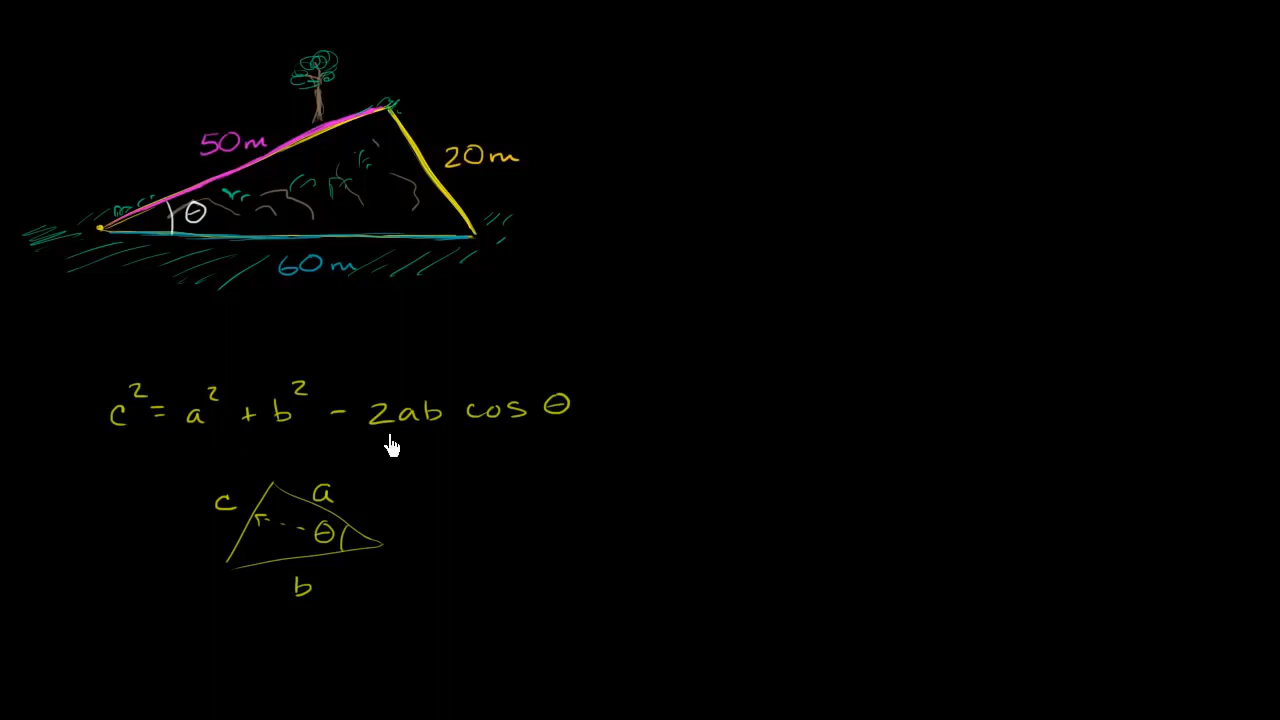 50m
20m
θ
60m
c² = a² + b² - 2ab cos θ
c
a
θ
b